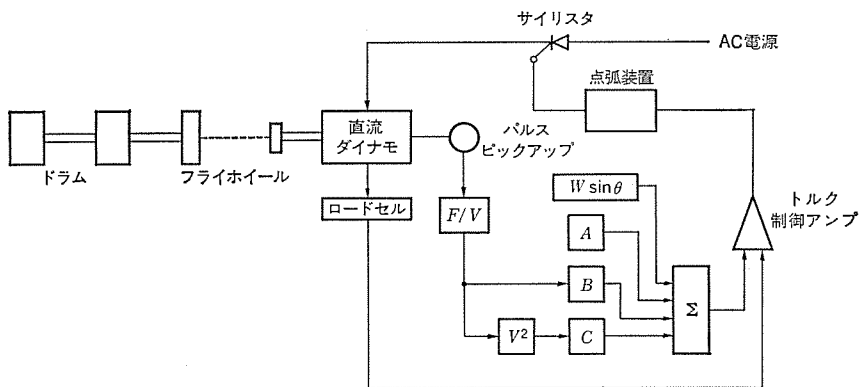 サイリスタ
AC電源
点弧装置
直流
ダイナモ
パルス
ピックアップ
ドラム
フライホイール
ロードセル
F/V
W sinθ
トルク
制御アンプ
A
B
Σ
V²
C